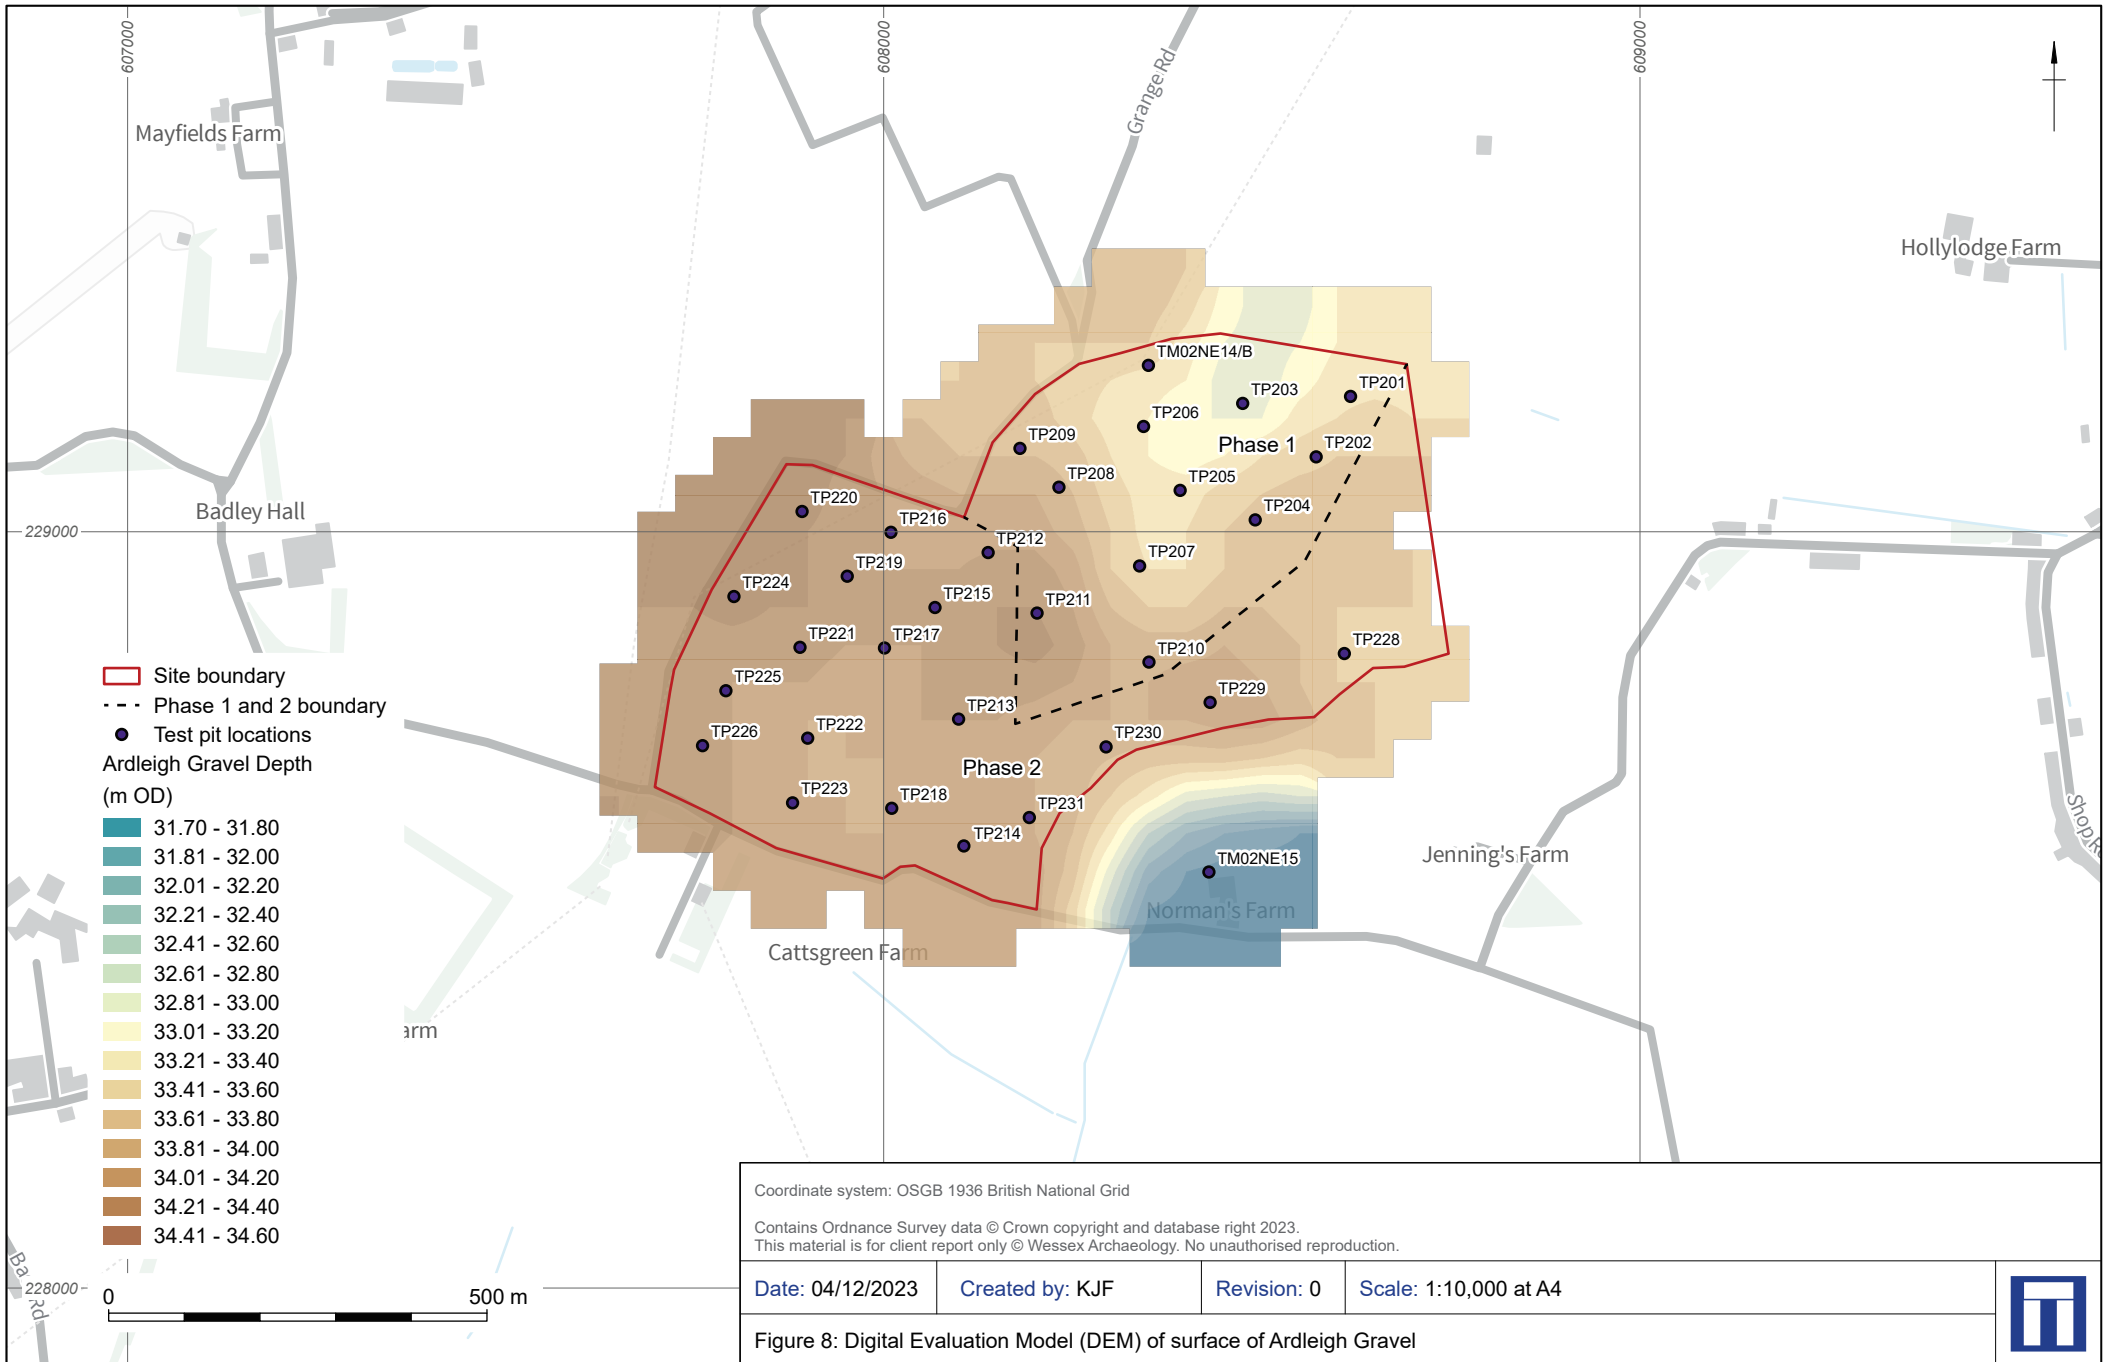 607000
608000
609000
Grange Rd
Mayfields Farm
Hollylodge Farm
TM02NE14/B
TP203
TP201
TP206
TP209
Phase 1
TP202
TP208
TP205
TP220
TP204
Badley Hall
TP216
229000
TP212
TP207
TP219
TP224
TP215
TP211
TP221
TP217
TP228
TP210
TP225
TP229
TP213
TP222
TP226
TP230
Phase 2
TP223
TP218
TP231
TP214
Shop R
TM02NE15
Jenning's Farm
Norman's Farm
Cattsgreen Farm
arm
Site boundary
Phase 1 and 2 boundary
Test pit locations
Ardleigh Gravel Depth
(m OD)
31.70 - 31.80
31.81 - 32.00
32.01 - 32.20
32.21 - 32.40
32.41 - 32.60
32.61 - 32.80
32.81 - 33.00
33.01 - 33.20
33.21 - 33.40
33.41 - 33.60
33.61 - 33.80
33.81 - 34.00
34.01 - 34.20
34.21 - 34.40
34.41 - 34.60
Ba Rd
228000
0 500 m
Coordinate system: OSGB 1936 British National Grid
Contains Ordnance Survey data © Crown copyright and database right 2023.
This material is for client report only © Wessex Archaeology. No unauthorised reproduction.
Date: 04/12/2023 Created by: KJF Revision: 0 Scale: 1:10,000 at A4
Figure 8: Digital Evaluation Model (DEM) of surface of Ardleigh Gravel